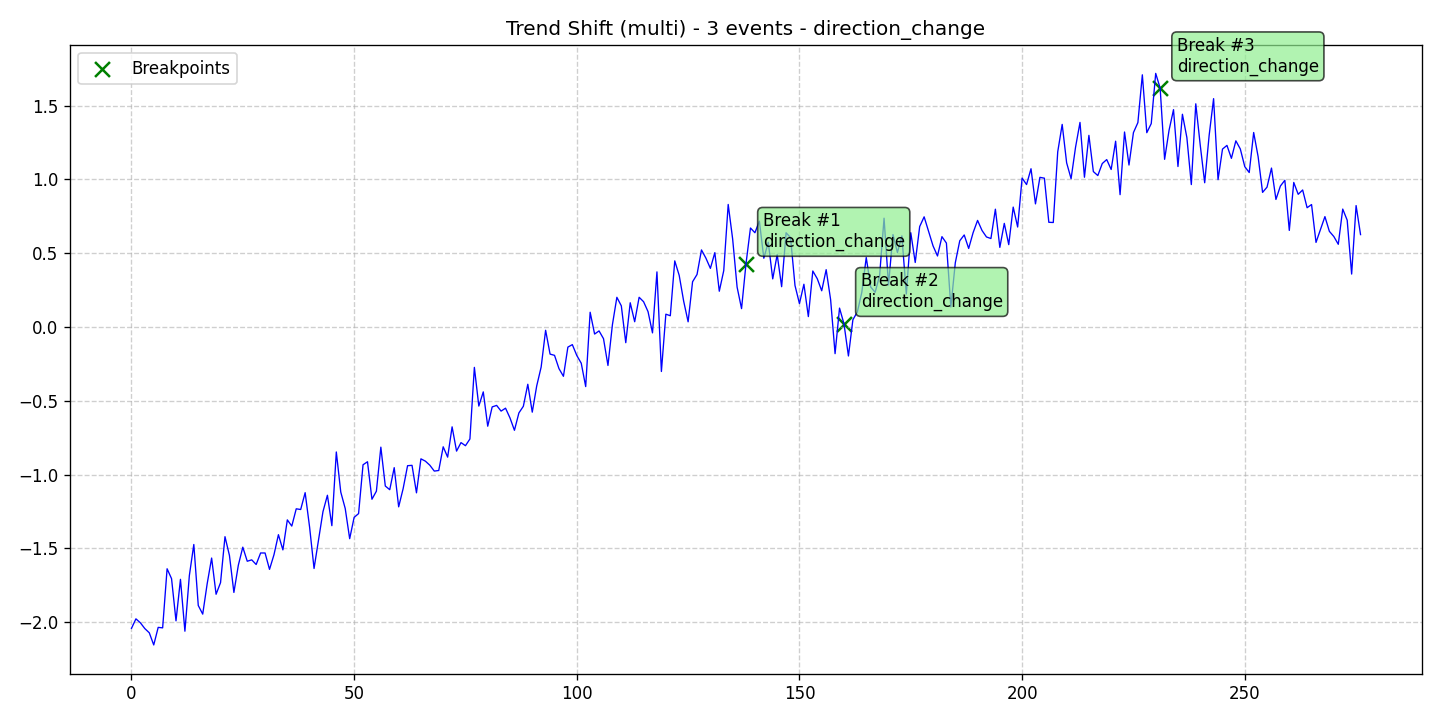 Trend Shift (multi) - 3 events - direction_change
Breakpoints
Break #3
direction_change
Break #1
direction_change
Break #2
direction_change
1.5
1.0
0.5
0.0
−0.5
−1.0
−1.5
−2.0
0
50
100
150
200
250